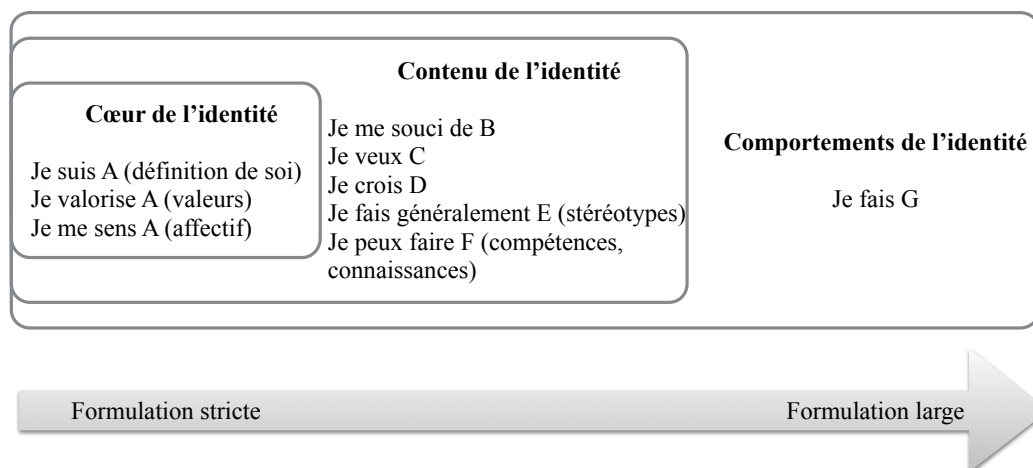 Cœur de l’identité
Je suis A (définition de soi)
Je valorise A (valeurs)
Je me sens A (affectif)
Contenu de l’identité
Je me souci de B
Je veux C
Je crois D
Je fais généralement E (stéréotypes)
Je peux faire F (compétences,
connaissances)
Comportements de l’identité
Je fais G
Formulation stricte
Formulation large